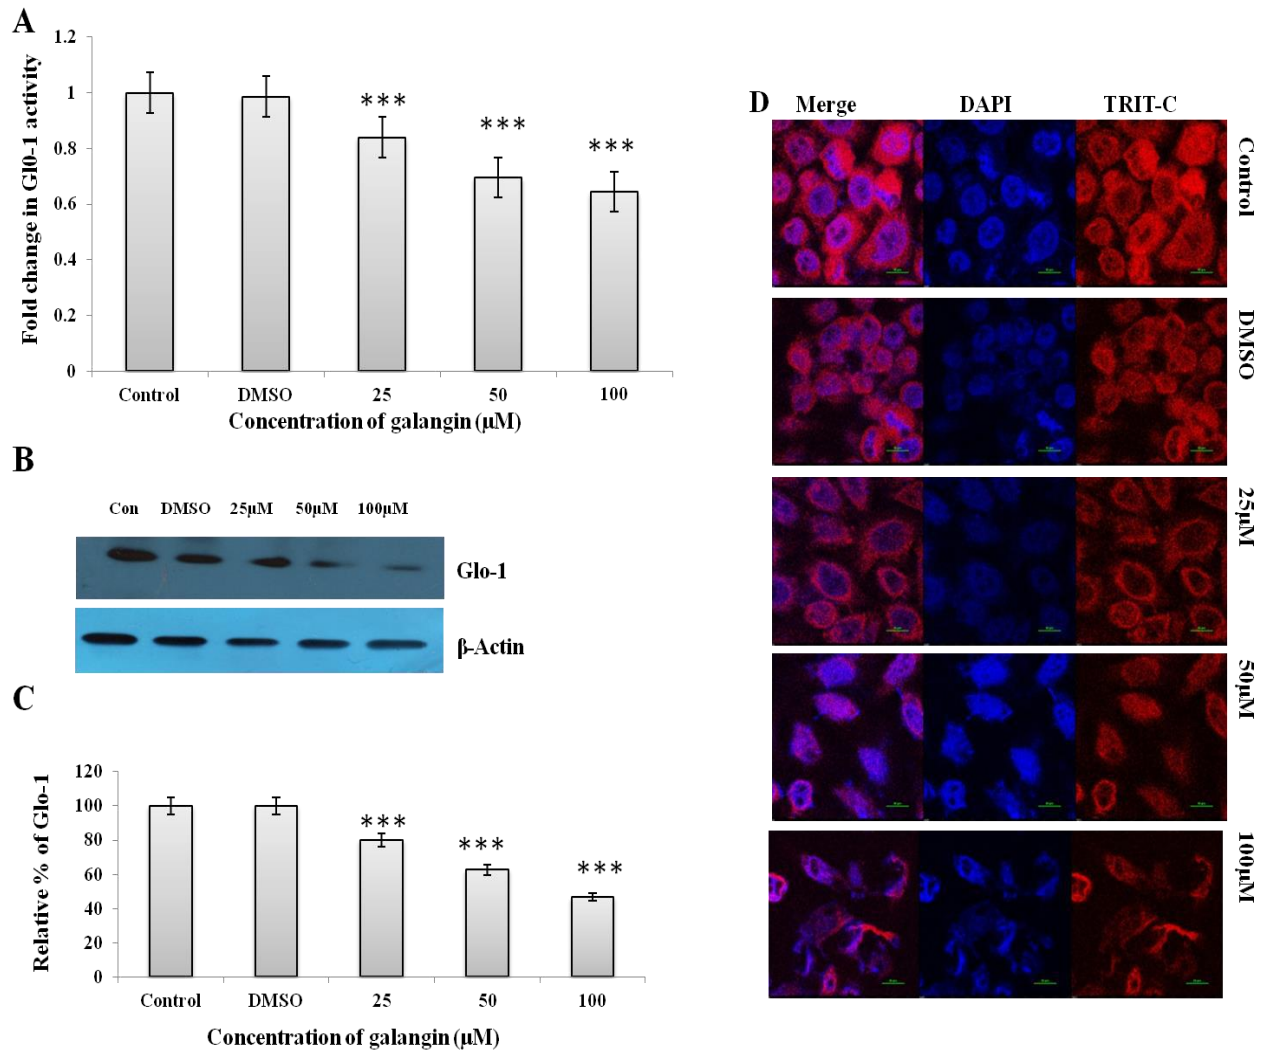 A
1.2
1
0.8
0.6
0.4
0.2
0
Fold change in Gl0-1 activity
***
***
***
Control DMSO 25 50 100
Concentration of galangin (μM)
B
Con DMSO 25μM 50μM 100μM
Glo-1
β-Actin
C
120
100
80
60
40
20
0
Relative % of Glo-1
***
***
***
Control DMSO 25 50 100
Concentration of galangin (μM)
D
Merge DAPI TRIT-C
Control
DMSO
25μM
50μM
100μM